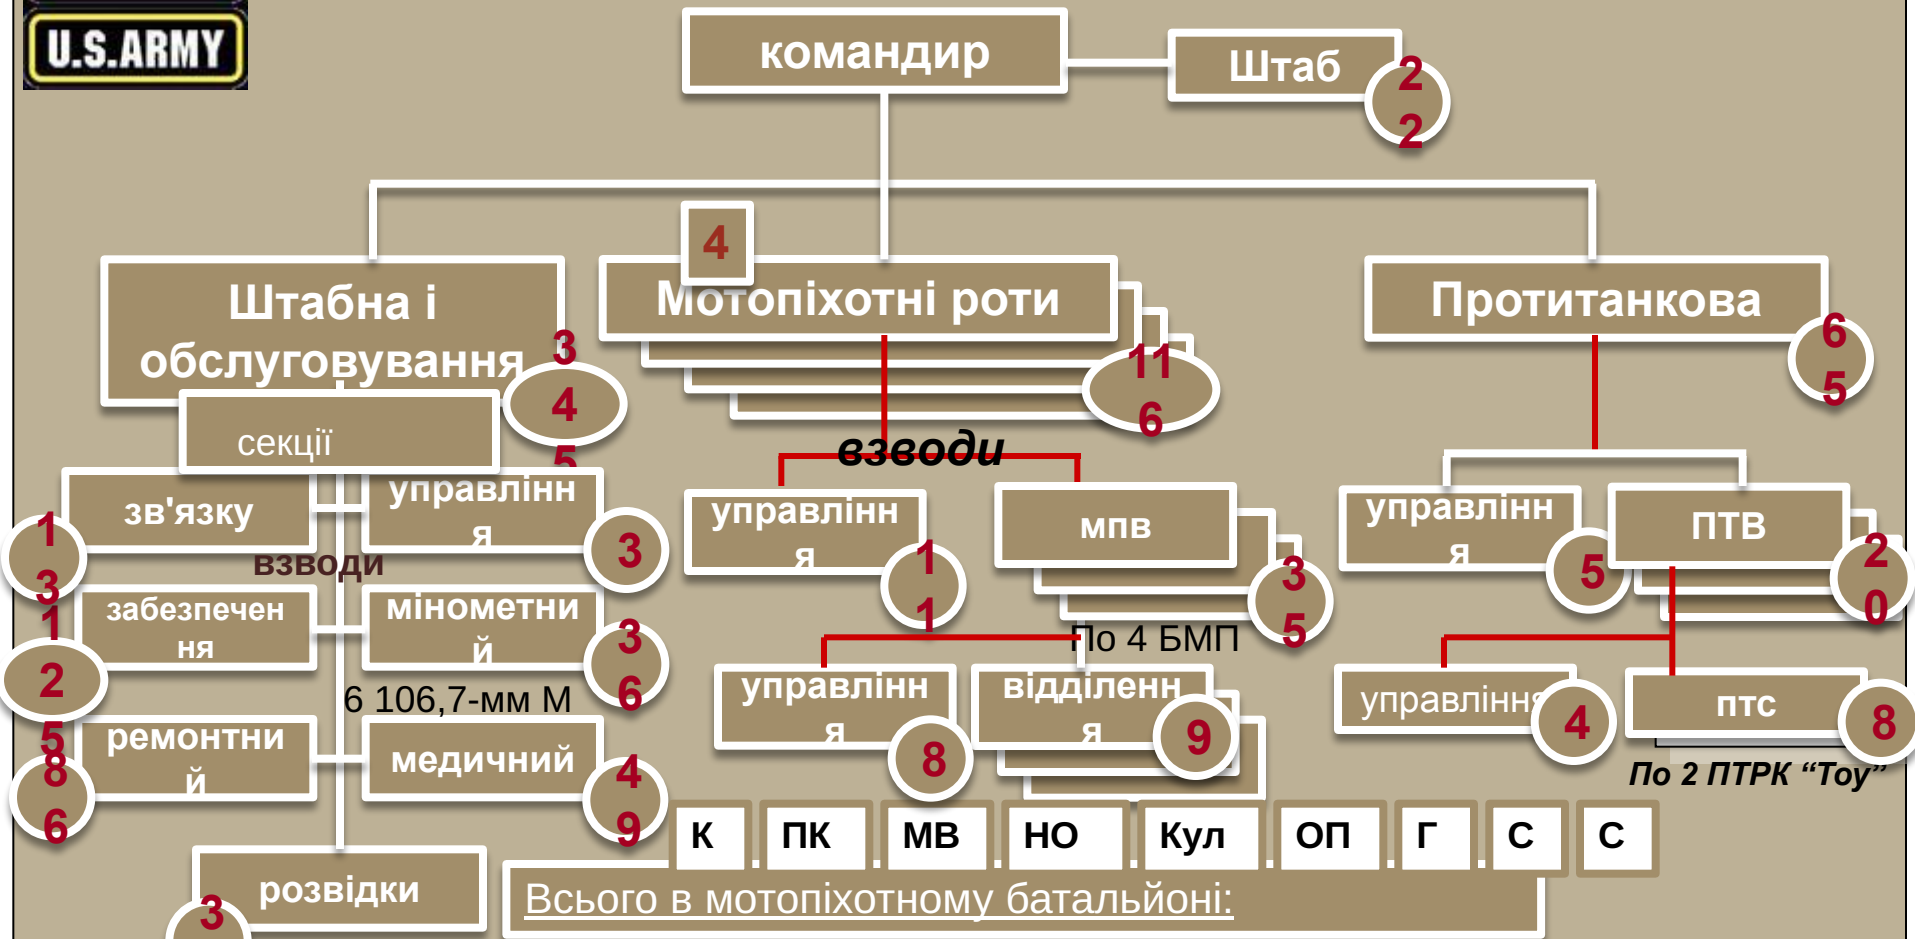 U.S.ARMY
командир
Штаб
2
2
4
Штабна і
обслуговування
3
4
5
Мотопіхотні роти
11
6
Протитанкова
6
5
секції
взводи
зв'язку
1
3
управлінн
я
3
взводи
забезпечен
ня
1
2
5
мінометни
й
3
6
6 106,7-мм М
ремонтни
й
8
6
медичний
4
9
розвідки
3
управлінн
я
1
1
мпв
3
5
По 4 БМП
управлінн
я
8
відділенн
я
9
управлінн
я
5
ПТВ
2
0
управління
4
птс
8
По 2 ПТРК “Тоу”
К ПК МВ НО Кул ОП Г С С
Всього в мотопіхотному батальйоні: